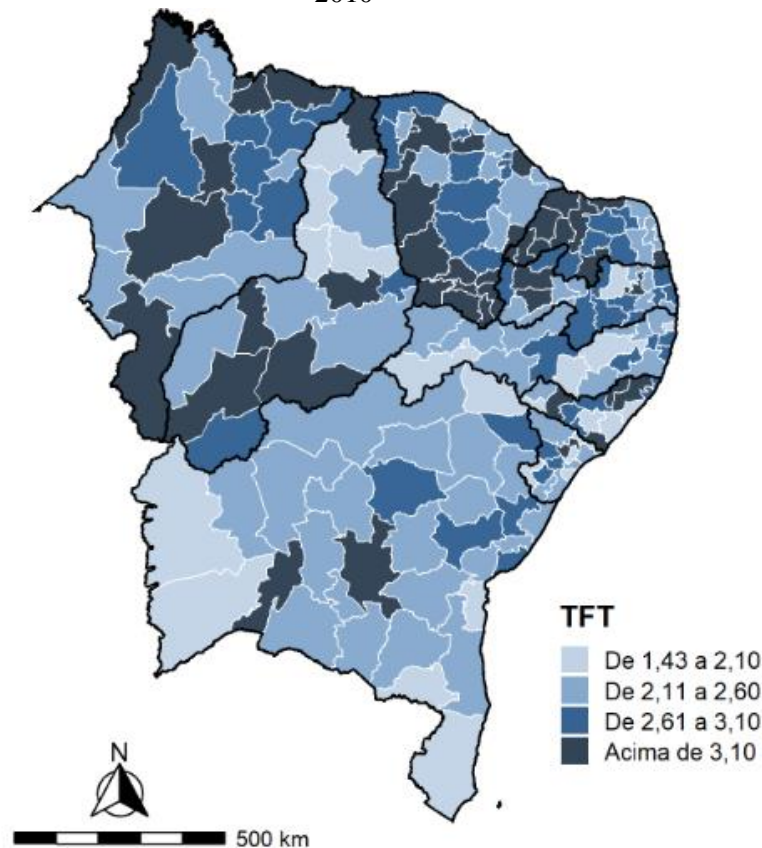 2010
TFT
De 1,43 a 2,10
De 2,11 a 2,60
De 2,61 a 3,10
Acima de 3,10
N
500 km